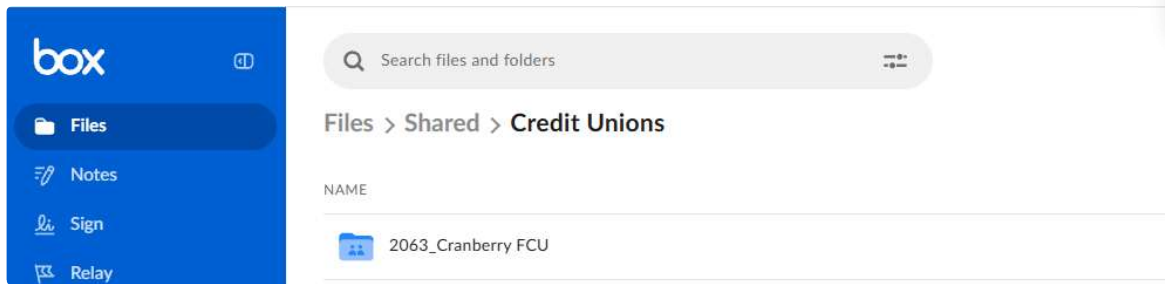 box
Search files and folders
Files
Files > Shared > Credit Unions
Notes
NAME
Sign
2063_Cranberry FCU
Relay